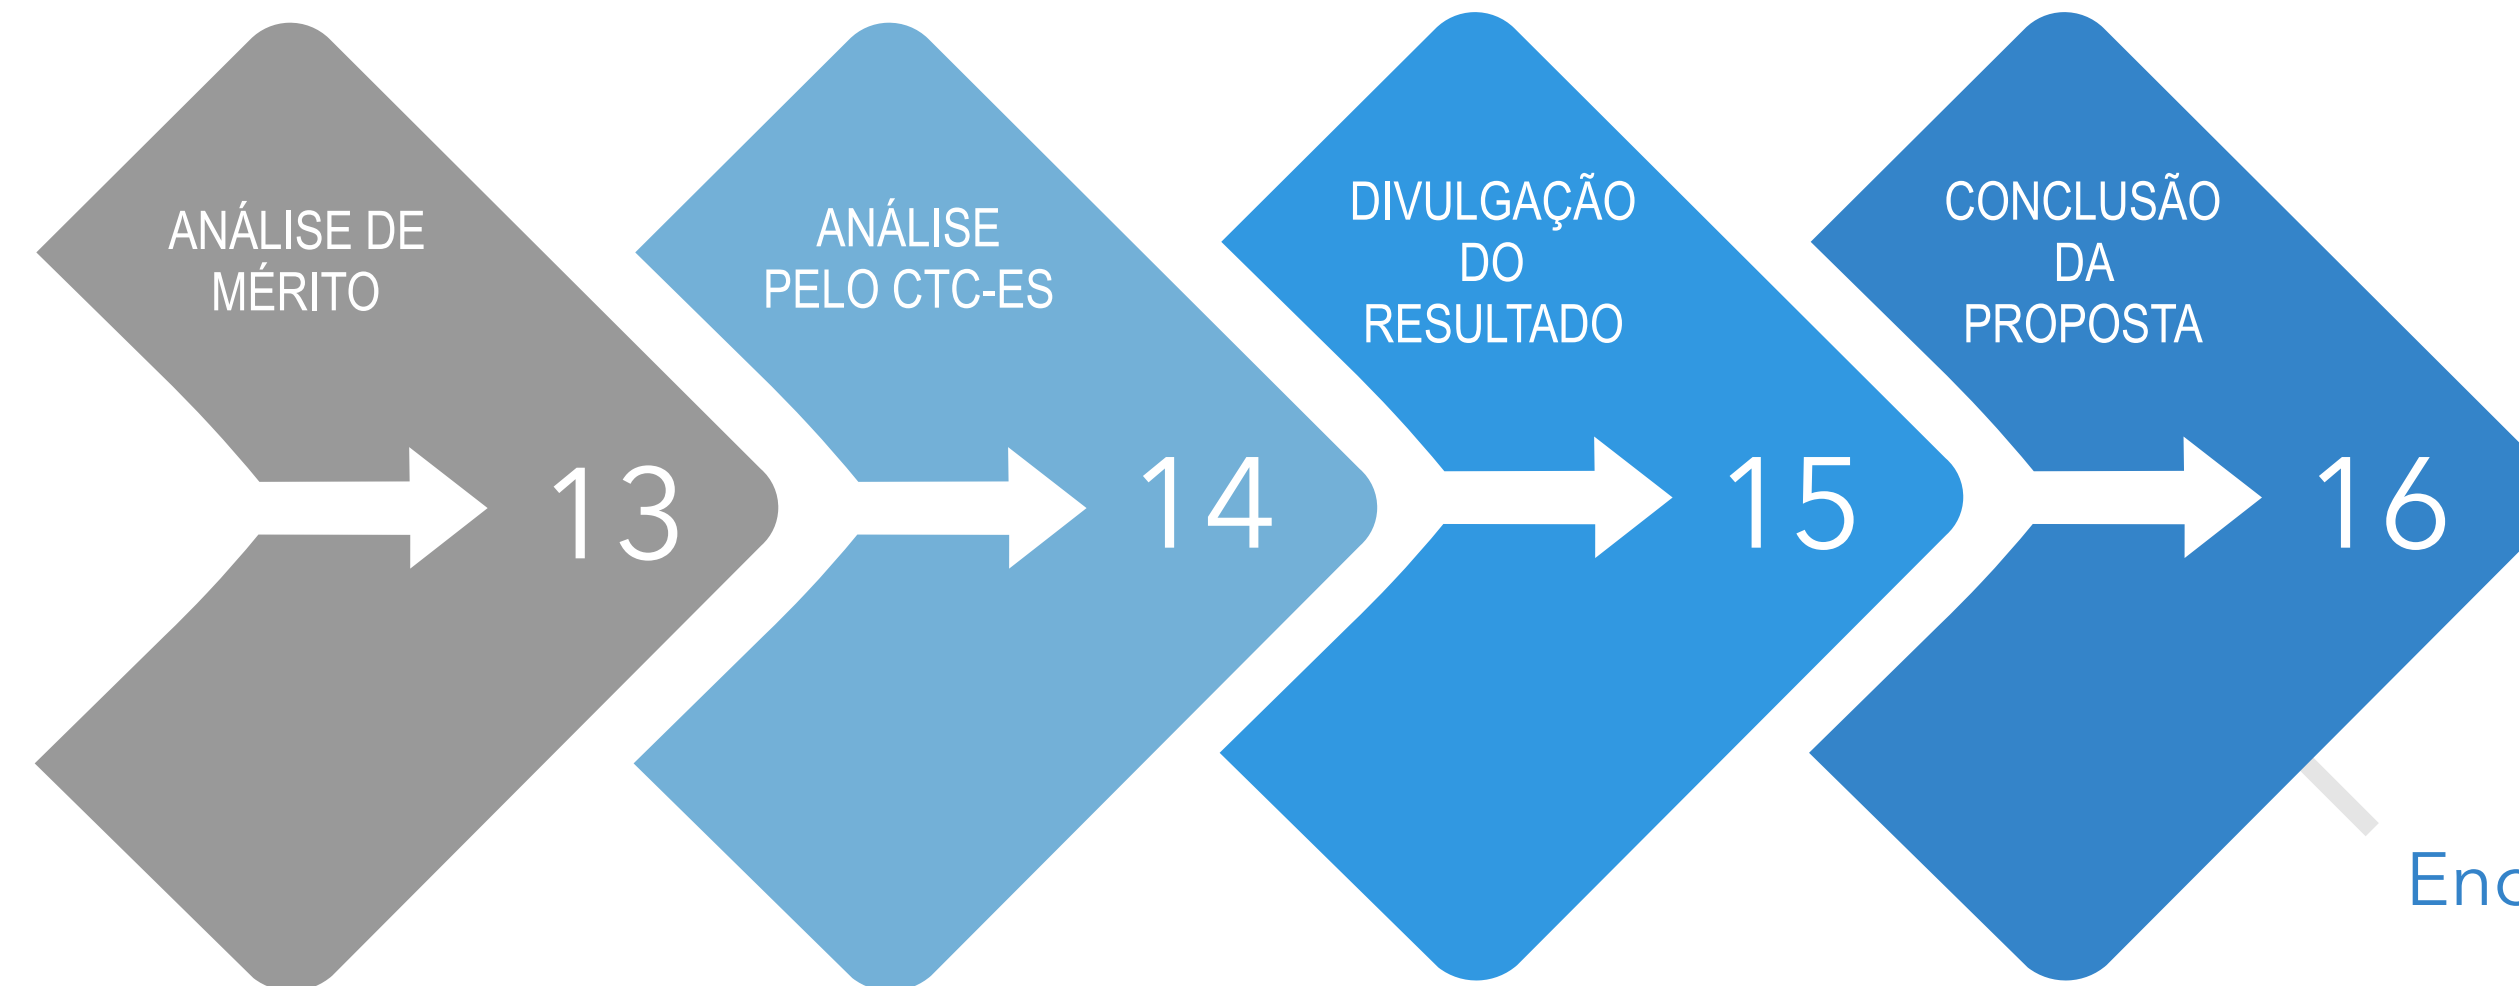 ANÁLISE DE
MÉRITO
13
ANÁLISE
PELO CTC-ES
14
DIVULGAÇÃO
DO
RESULTADO
15
CONCLUSÃO
DA
PROPOSTA
16